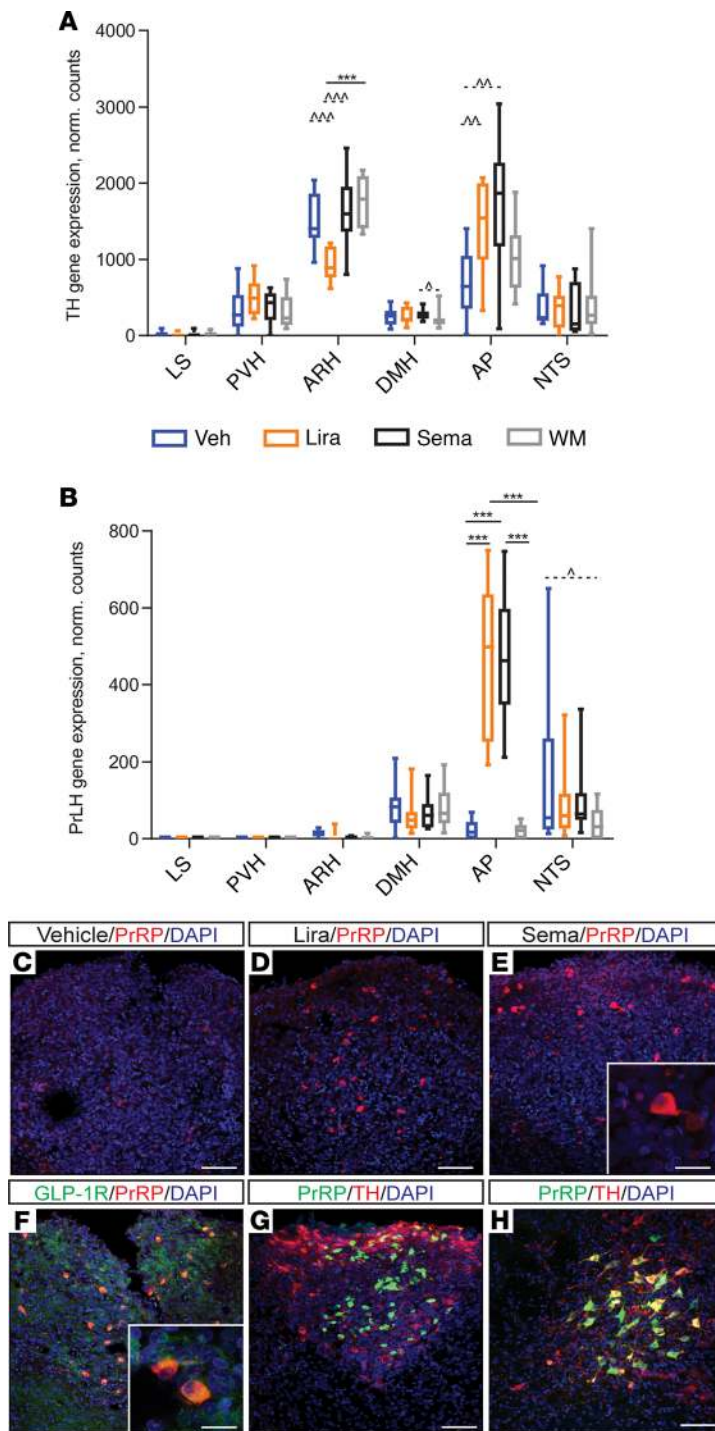 A
TH gene expression, norm. counts
4000
3000
2000
1000
0
***
^^^
^^^
^
^^
^^
LS
PVH
ARH
DMH
AP
NTS
Veh
Lira
Sema
WM
B
PrLH gene expression, norm. counts
800
600
400
200
0
***
***
***
***
^
LS
PVH
ARH
DMH
AP
NTS
Vehicle/PrRP/DAPI
Lira/PrRP/DAPI
Sema/PrRP/DAPI
C
D
E
GLP-1R/PrRP/DAPI
PrRP/TH/DAPI
PrRP/TH/DAPI
F
G
H